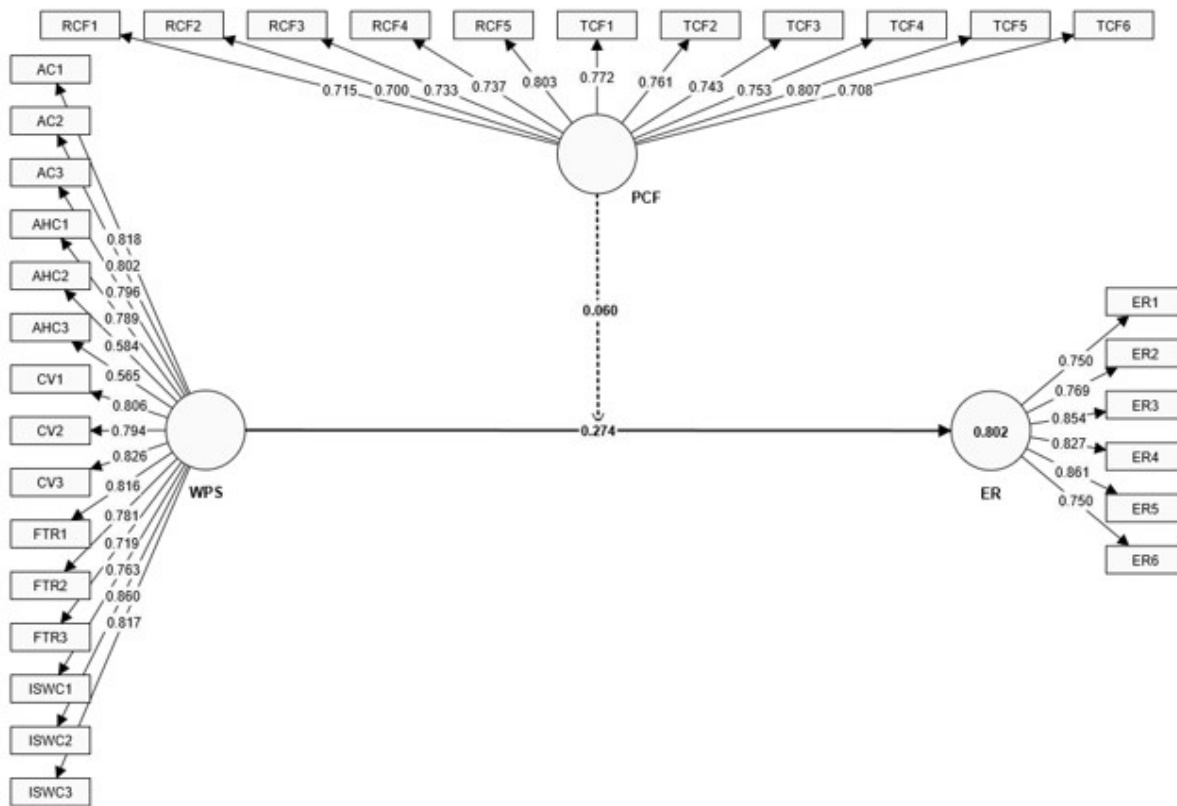 RCF1 RCF2 RCF3 RCF4 RCF5 TCF1 TCF2 TCF3 TCF4 TCF5 TCF6
0.715 0.700 0.733 0.737 0.803 0.772 0.761 0.743 0.753 0.807 0.708
PCF
AC1
AC2
AC3
AHC1
AHC2
AHC3
CV1
CV2
CV3
FTR1
FTR2
FTR3
ISWC1
ISWC2
ISWC3
0.818
0.802
0.796
0.789
0.584
0.565
0.806
0.794
0.826
0.816
0.781
0.719
0.763
0.860
0.817
WPS
0.060
0.274
0.802
ER
0.750
0.769
0.854
0.827
0.861
0.750
ER1
ER2
ER3
ER4
ER5
ER6